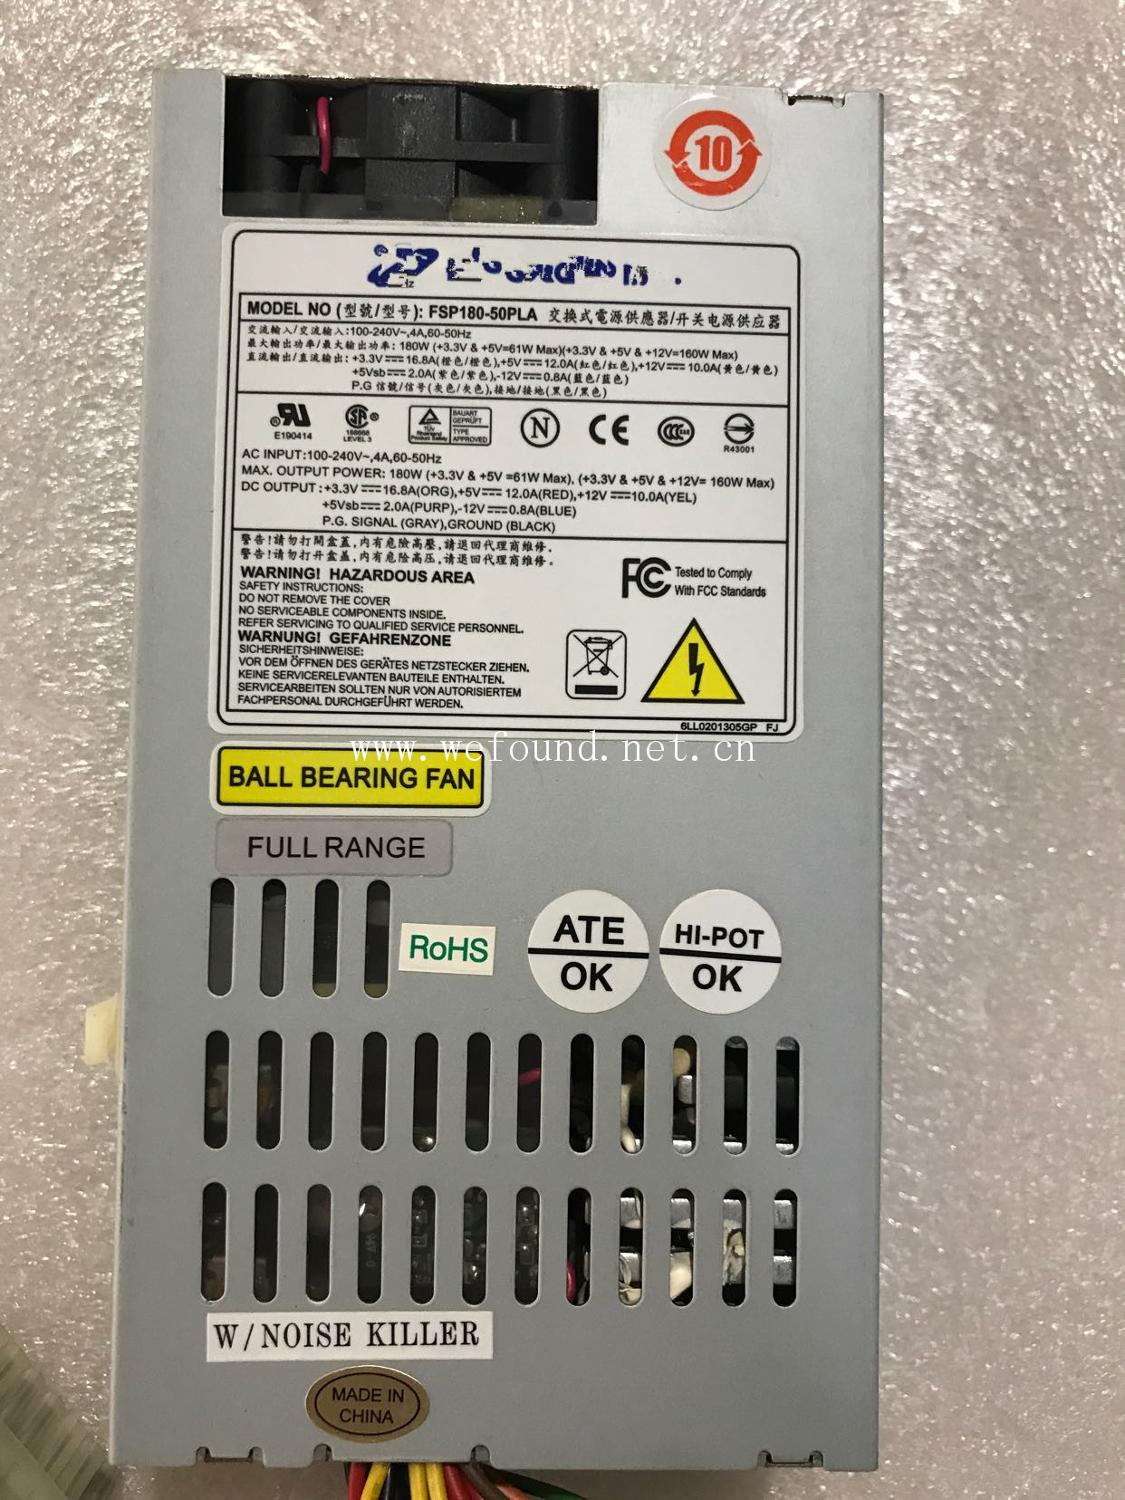 10
MODEL NO (型號/型号): FSP180-50PLA 交換式電源供應器/开关电源供应器
交流輸入/交流输入:100-240V~,4A,60-50Hz
最大輸出功率/最大输出功率: 180W (+3.3V & +5V=61W Max)(+3.3V & +5V & +12V=160W Max)
直流輸出/直流输出: +3.3V⎓16.8A(橙色/橙色),+5V⎓12.0A(紅色/红色),+12V⎓10.0A(黃色/黄色)
+5Vsb⎓2.0A(紫色/紫色),-12V⎓0.8A(藍色/蓝色)
P.G 信號/信号(灰色/灰色),接地/接地(黑色/黑色)
E190414
LEVEL 3
TÜV
Rheinland
Product Safety
BAUART
GEPRÜFT
TYPE
APPROVED
N
CE
R43001
AC INPUT:100-240V~,4A,60-50Hz
MAX. OUTPUT POWER: 180W (+3.3V & +5V =61W Max), (+3.3V & +5V & +12V= 160W Max)
DC OUTPUT :+3.3V⎓16.8A(ORG),+5V⎓12.0A(RED),+12V⎓10.0A(YEL)
+5Vsb⎓2.0A(PURP),-12V⎓0.8A(BLUE)
P.G. SIGNAL (GRAY),GROUND (BLACK)
警告!請勿打開盒蓋,内有危險高壓,請退回代理商維修.
警告!请勿打开盒盖,内有危险高压,请退回代理商维修.
WARNING! HAZARDOUS AREA
SAFETY INSTRUCTIONS:
DO NOT REMOVE THE COVER
NO SERVICEABLE COMPONENTS INSIDE.
REFER SERVICING TO QUALIFIED SERVICE PERSONNEL.
WARNUNG! GEFAHRENZONE
SICHERHEITSHINWEISE:
VOR DEM ÖFFNEN DES GERÄTES NETZSTECKER ZIEHEN.
KEINE SERVICERELEVANTEN BAUTEILE ENTHALTEN.
SERVICEARBEITEN SOLLTEN NUR VON AUTORISIERTEM
FACHPERSONAL DURCHGEFÜHRT WERDEN.
FC Tested to Comply
With FCC Standards
6LL0201305GP FJ
www.wefound.net.cn
BALL BEARING FAN
FULL RANGE
RoHS
ATE
OK
HI-POT
OK
W/NOISE KILLER
MADE IN
CHINA